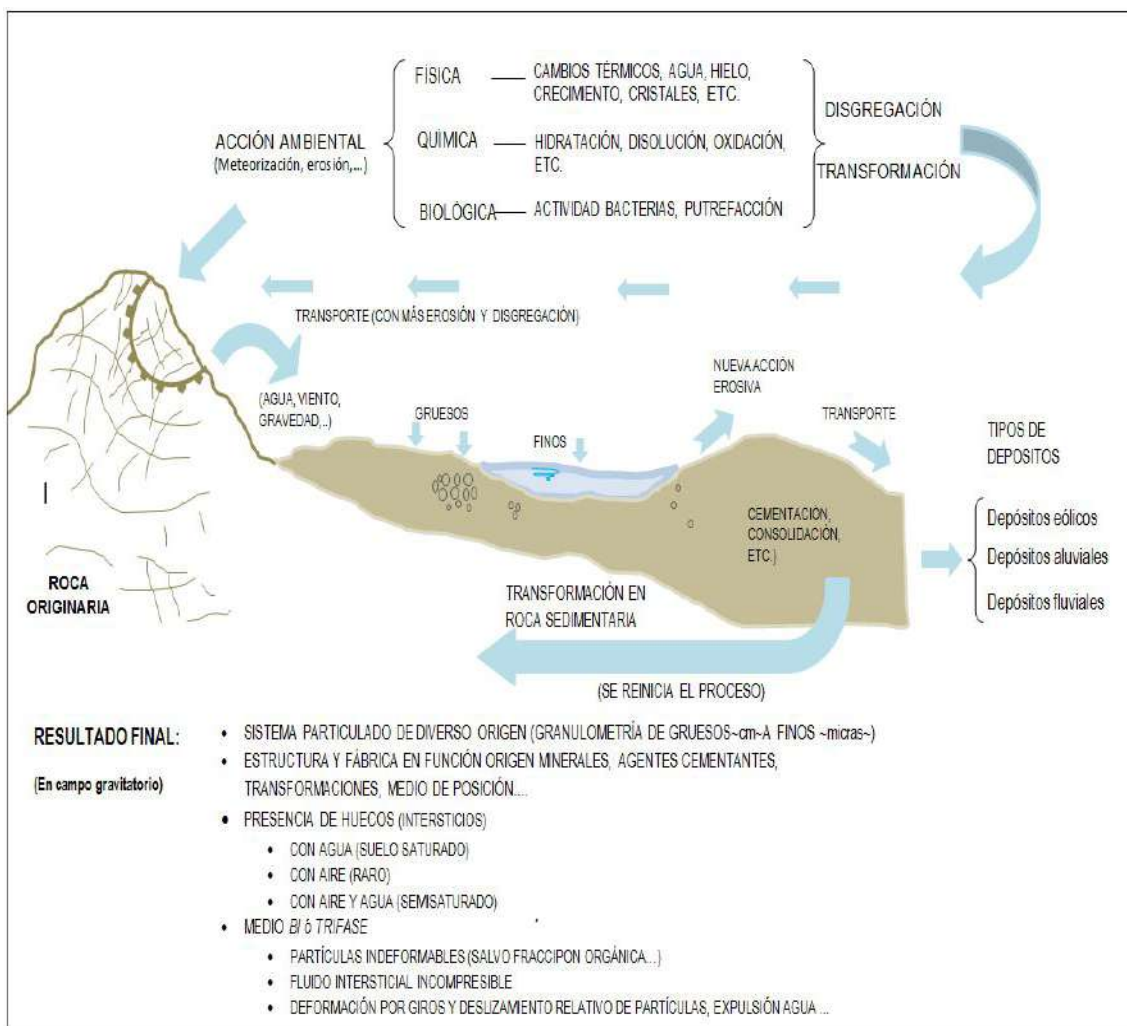 FÍSICA
CAMBIOS TÉRMICOS, AGUA, HIELO,
CRECIMIENTO, CRISTALES, ETC.
DISGREGACIÓN
ACCIÓN AMBIENTAL
(Meteorización, erosión,...)
QUÌMICA
HIDRATACIÓN, DISOLUCIÓN, OXIDACIÓN,
ETC.
TRANSFORMACIÓN
BIOLÒGICA
ACTIVIDAD BACTERIAS, PUTREFACCIÓN
TRANSPORTE (CON MÁS EROSIÓN Y DISGREGACIÓN)
(AGUA, VIENTO,
GRAVEDAD,..)
GRUESOS
FINOS
NUEVA ACCIÓN
EROSIVA
TRANSPORTE
TIPOS DE
DEPOSITOS
CEMENTACIÓN,
CONSOLIDACIÓN,
ETC.)
Depósitos eólicos
Depósitos aluviales
Depósitos fluviales
ROCA
ORIGINARIA
TRANSFORMACIÓN EN
ROCA SEDIMENTARIA
(SE REINICIA EL PROCESO)
RESULTADO FINAL:
(En campo gravitatorio)
• SISTEMA PARTICULADO DE DIVERSO ORIGEN (GRANULOMETRÍA DE GRUESOS~cm~A FINOS ~micras~)
• ESTRUCTURA Y FÁBRICA EN FUNCIÓN ORIGEN MINERALES, AGENTES CEMENTANTES,
TRANSFORMACIONES, MEDIO DE POSICIÓN....
• PRESENCIA DE HUECOS (INTERSTICIOS)
• CON AGUA (SUELO SATURADO)
• CON AIRE (RARO)
• CON AIRE Y AGUA (SEMISATURADO)
• MEDIO BI ó TRIFASE
• PARTÍCULAS INDEFORMABLES (SALVO FRACCIPON ORGÁNICA...)
• FLUIDO INTERSTICIAL INCOMPRESIBLE
• DEFORMACIÓN POR GIROS Y DESLIZAMIENTO RELATIVO DE PARTÍCULAS, EXPULSIÓN AGUA ...